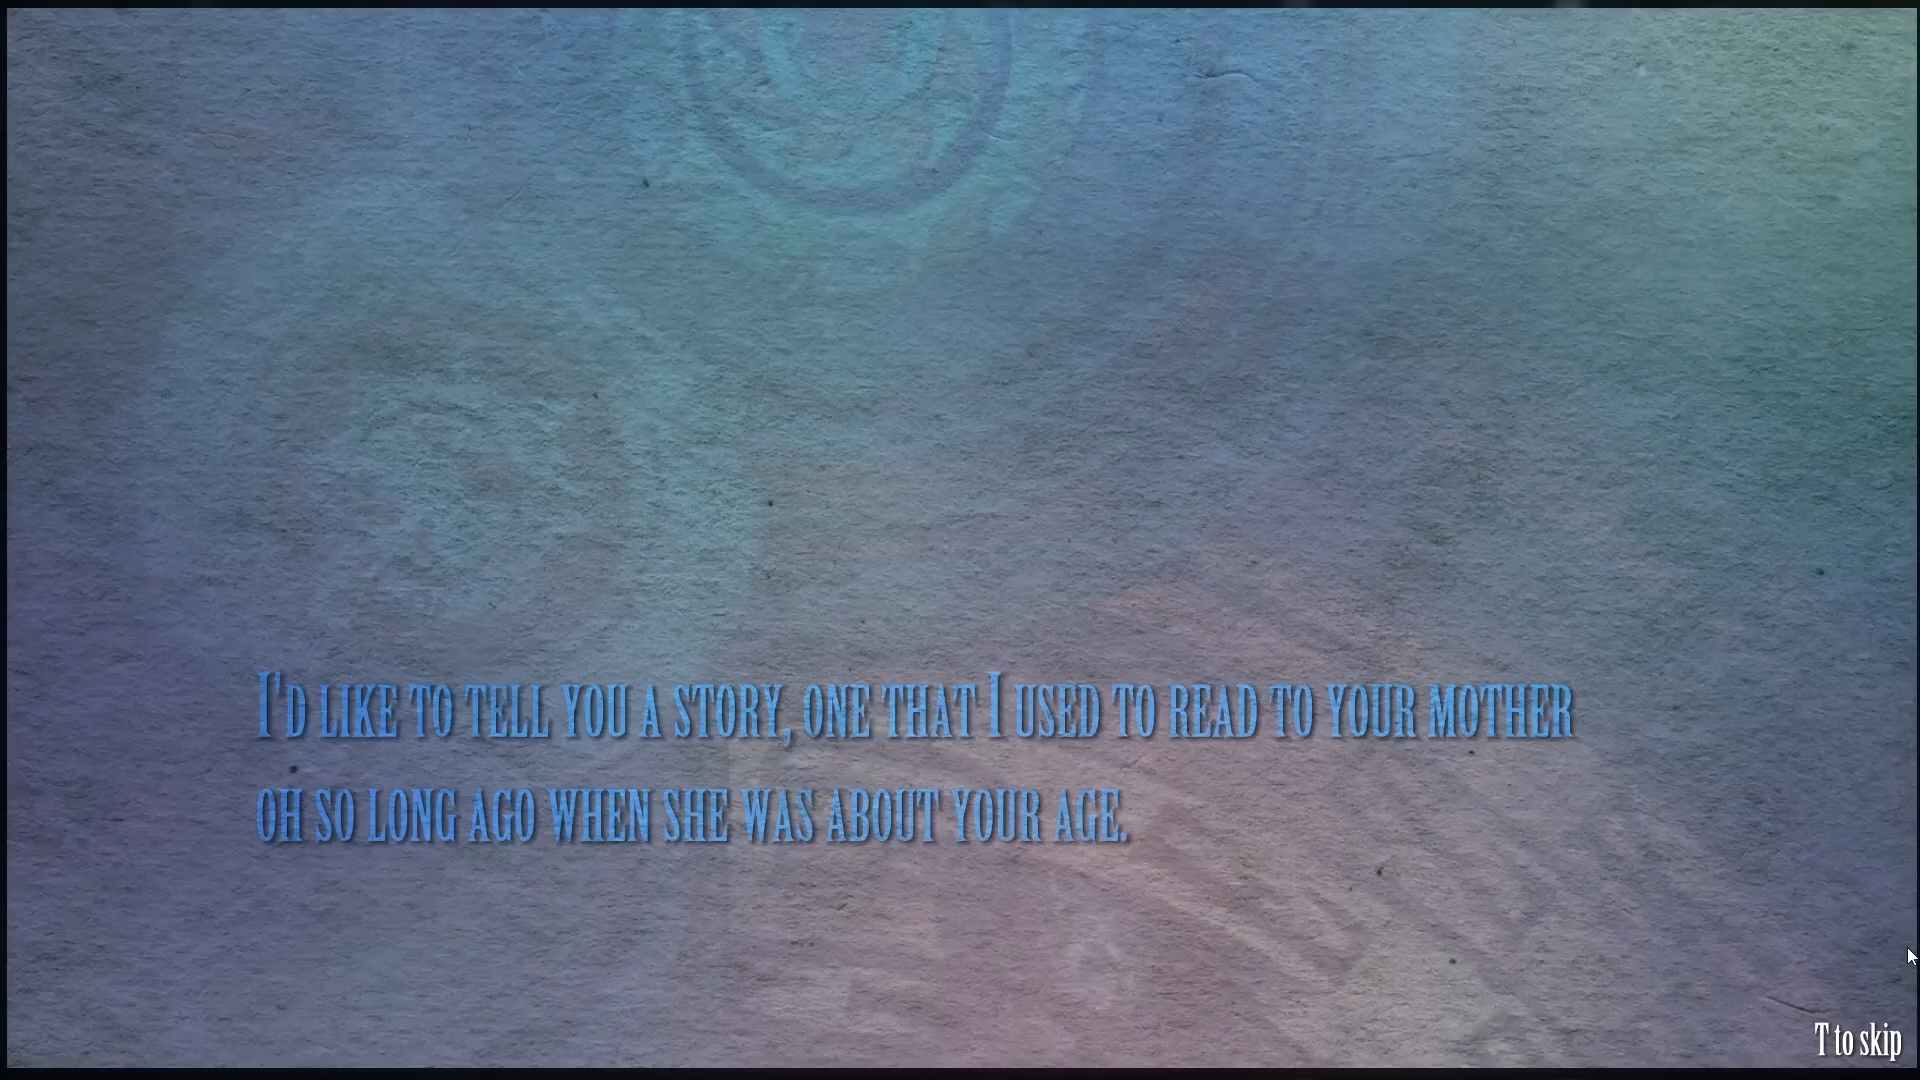 I'd like to tell you a story, one that I used to read to your mother
oh so long ago when she was about your age.
T to skip